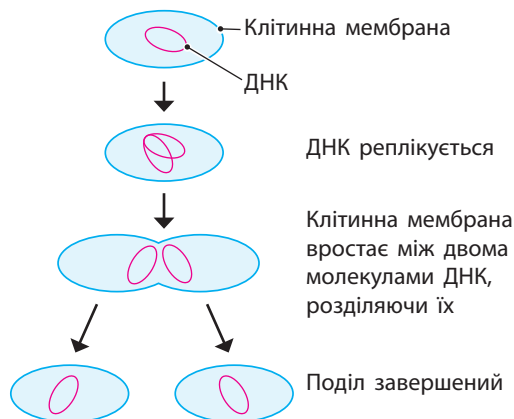 Клітинна мембрана
ДНК
ДНК реплікується
Клітинна мембрана
вростає між двома
молекулами ДНК,
розділяючи їх
Поділ завершений